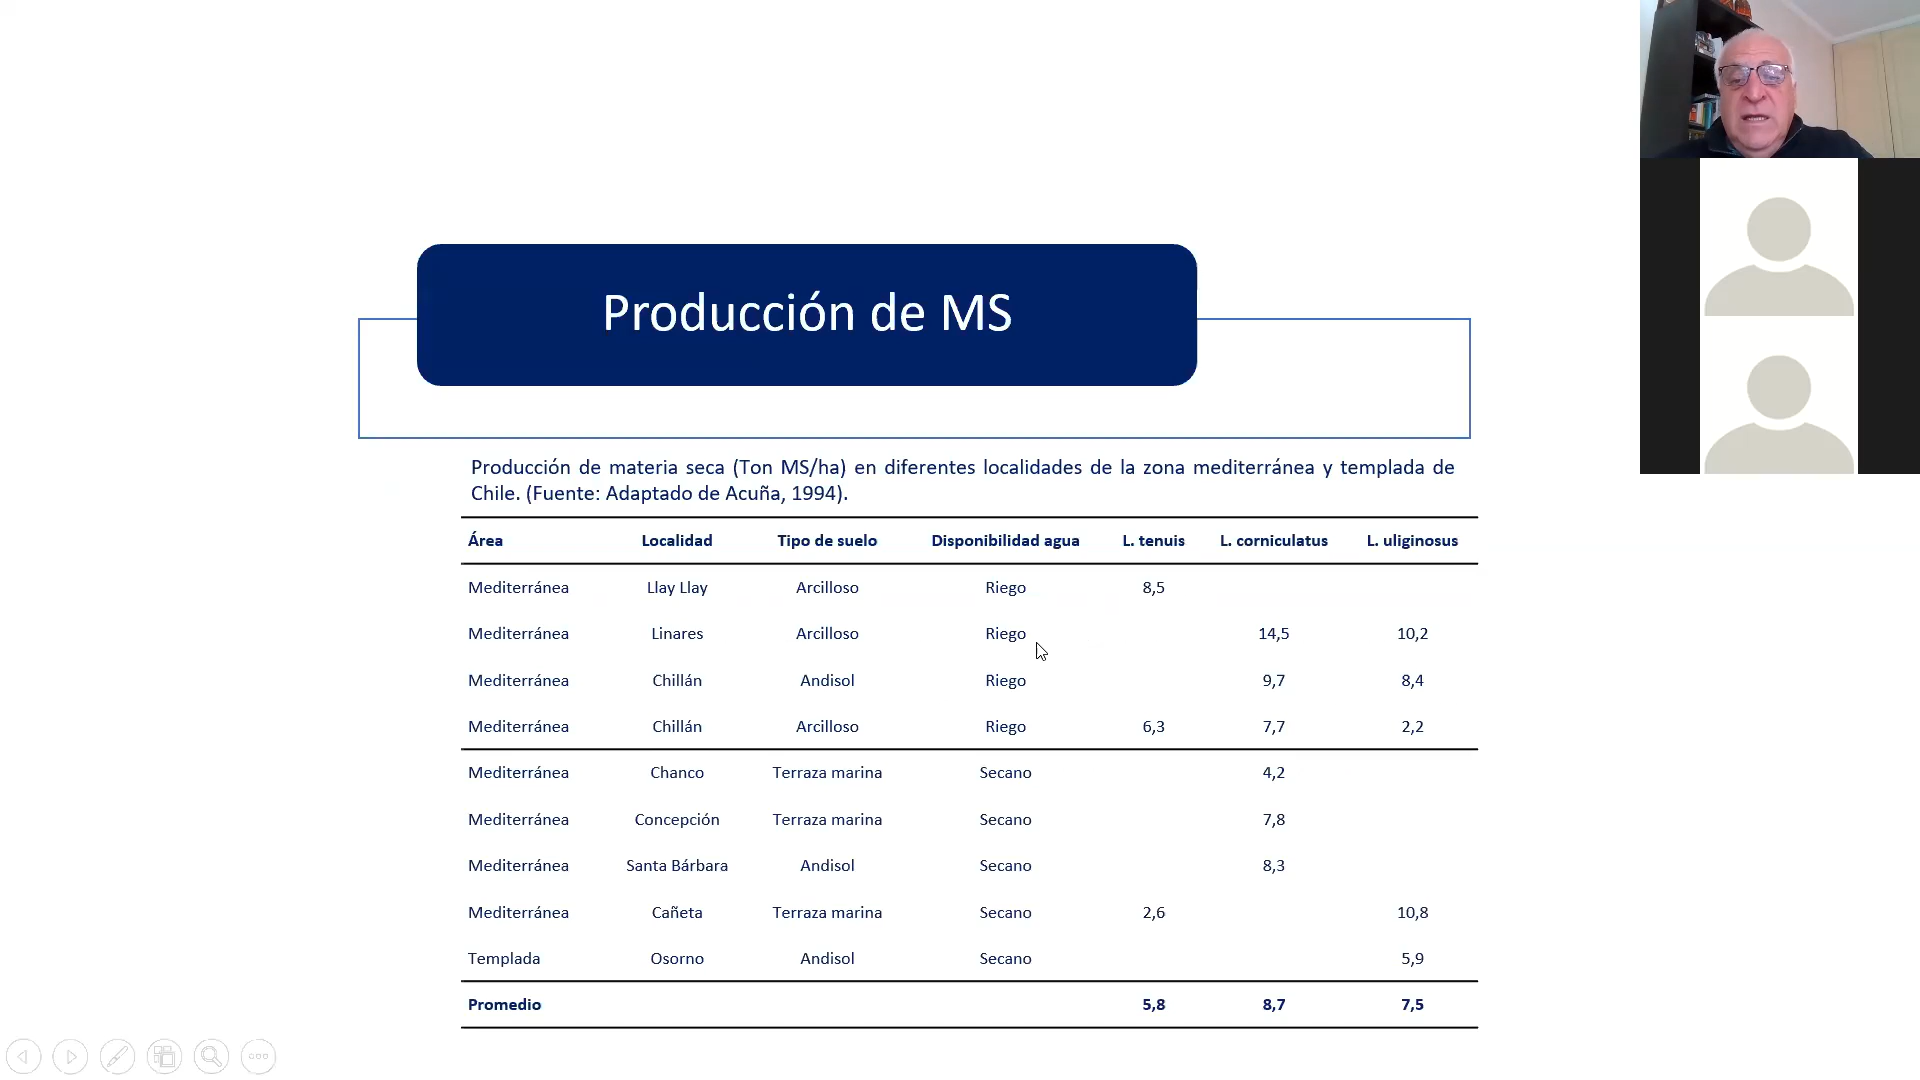 Producción de MS
Producción de materia seca (Ton MS/ha) en diferentes localidades de la zona mediterránea y templada de
Chile. (Fuente: Adaptado de Acuña, 1994).
Área Localidad Tipo de suelo Disponibilidad agua L. tenuis L. corniculatus L. uliginosus
Mediterránea Llay Llay Arcilloso Riego 8,5
Mediterránea Linares Arcilloso Riego 14,5 10,2
Mediterránea Chillán Andisol Riego 9,7 8,4
Mediterránea Chillán Arcilloso Riego 6,3 7,7 2,2
Mediterránea Chanco Terraza marina Secano 4,2
Mediterránea Concepción Terraza marina Secano 7,8
Mediterránea Santa Bárbara Andisol Secano 8,3
Mediterránea Cañeta Terraza marina Secano 2,6 10,8
Templada Osorno Andisol Secano 5,9
Promedio 5,8 8,7 7,5